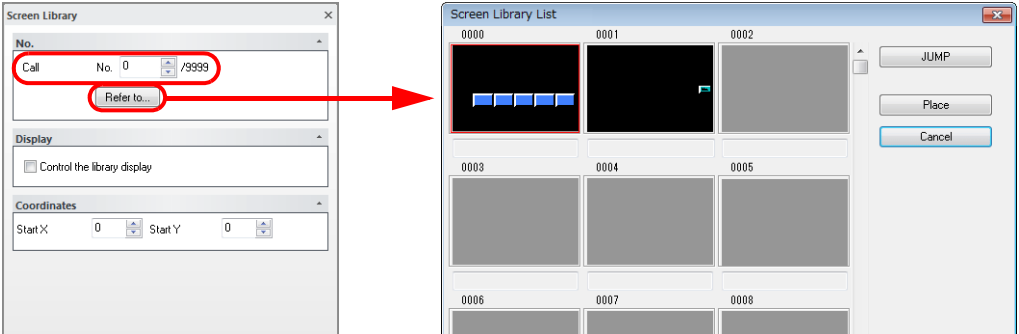 Screen Library
No.
Call No. 0 /9999
Refer to...
Display
Control the library display
Coordinates
Start X 0 Start Y 0
Screen Library List
0000 0001 0002
JUMP
Place
Cancel
0003 0004 0005
0006 0007 0008